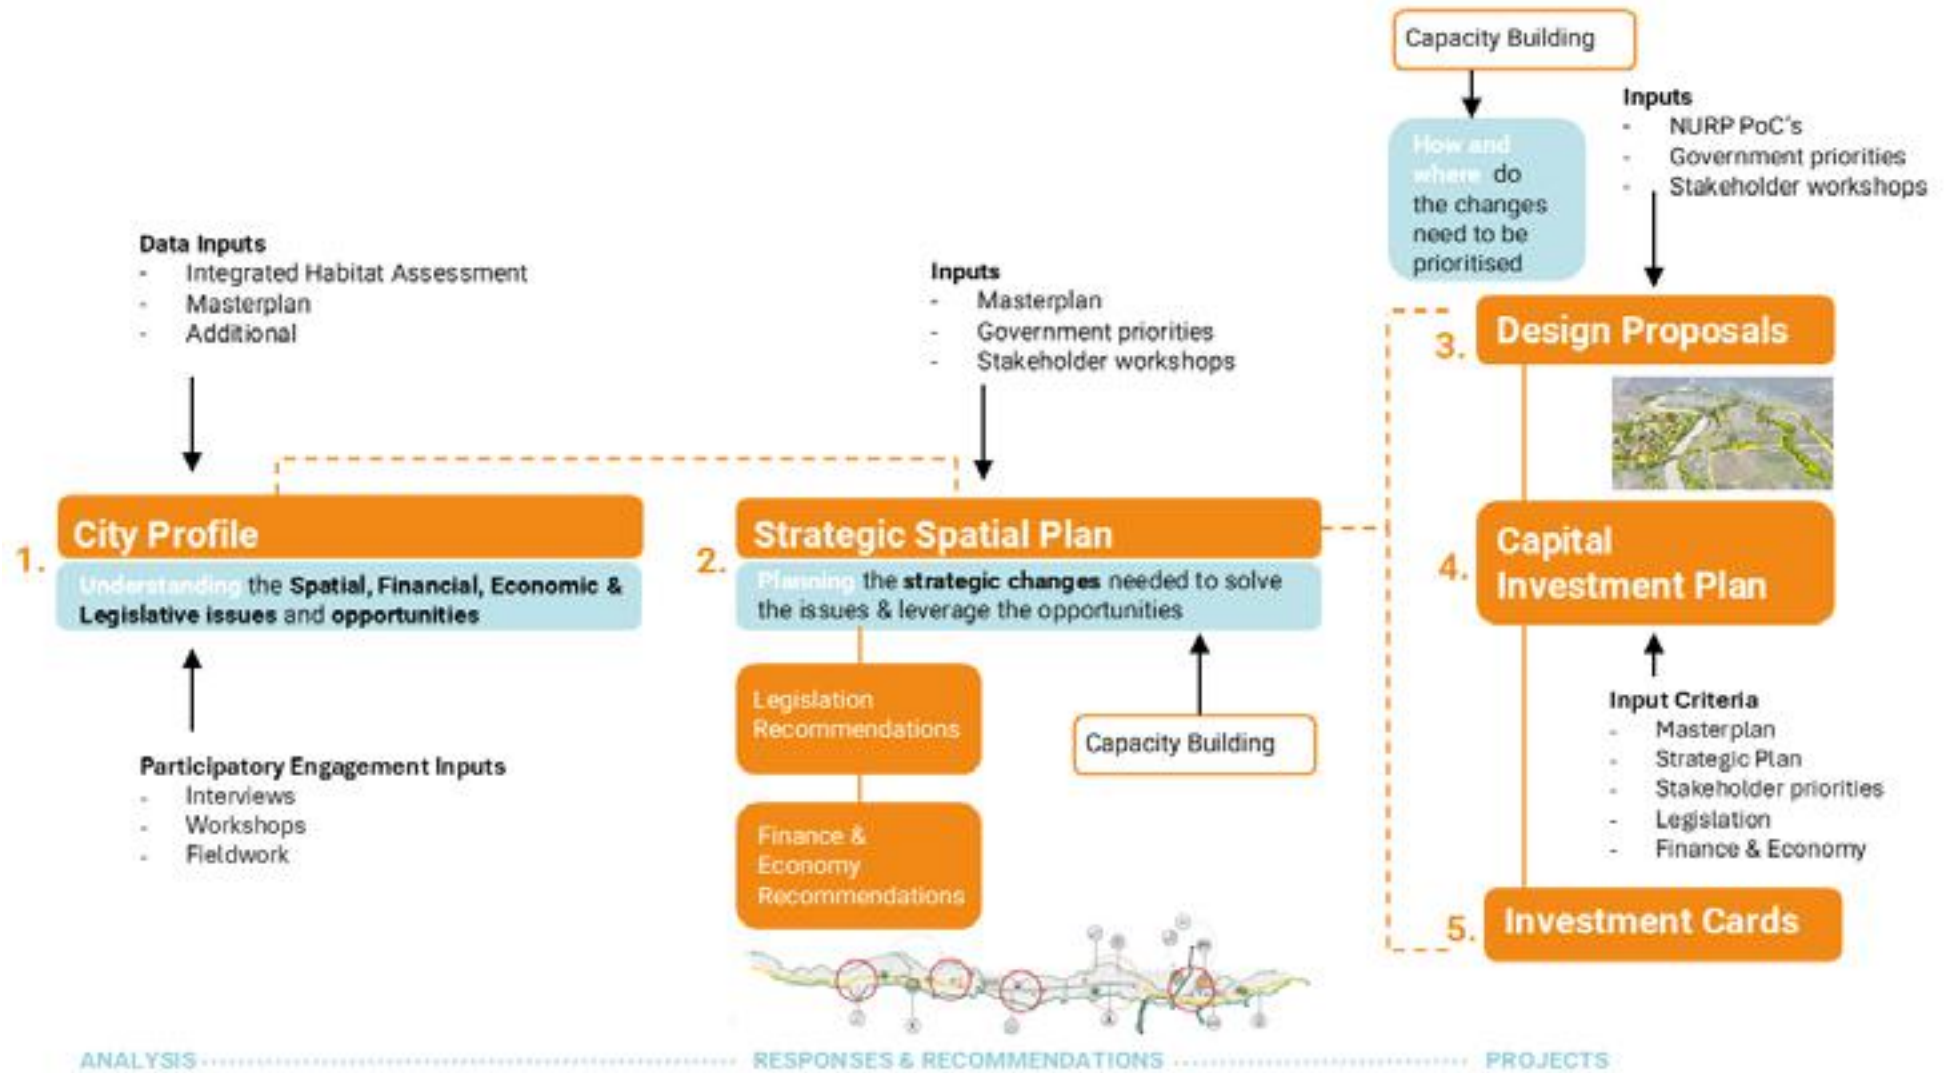 Data Inputs
- Integrated Habitat Assessment
- Masterplan
- Additional
1.
City Profile
Understanding the Spatial, Financial, Economic &
Legislative issues and opportunities
Participatory Engagement Inputs
- Interviews
- Workshops
- Fieldwork
Inputs
- Masterplan
- Government priorities
- Stakeholder workshops
2.
Strategic Spatial Plan
Planning the strategic changes needed to solve
the issues & leverage the opportunities
Legislation
Recommendations
Finance &
Economy
Recommendations
Capacity Building
Capacity Building
How and
where do
the changes
need to be
prioritised
Inputs
- NURP PoC's
- Government priorities
- Stakeholder workshops
3.
Design Proposals
4.
Capital
Investment Plan
Input Criteria
- Masterplan
- Strategic Plan
- Stakeholder priorities
- Legislation
- Finance & Economy
5.
Investment Cards
ANALYSIS
RESPONSES & RECOMMENDATIONS
PROJECTS